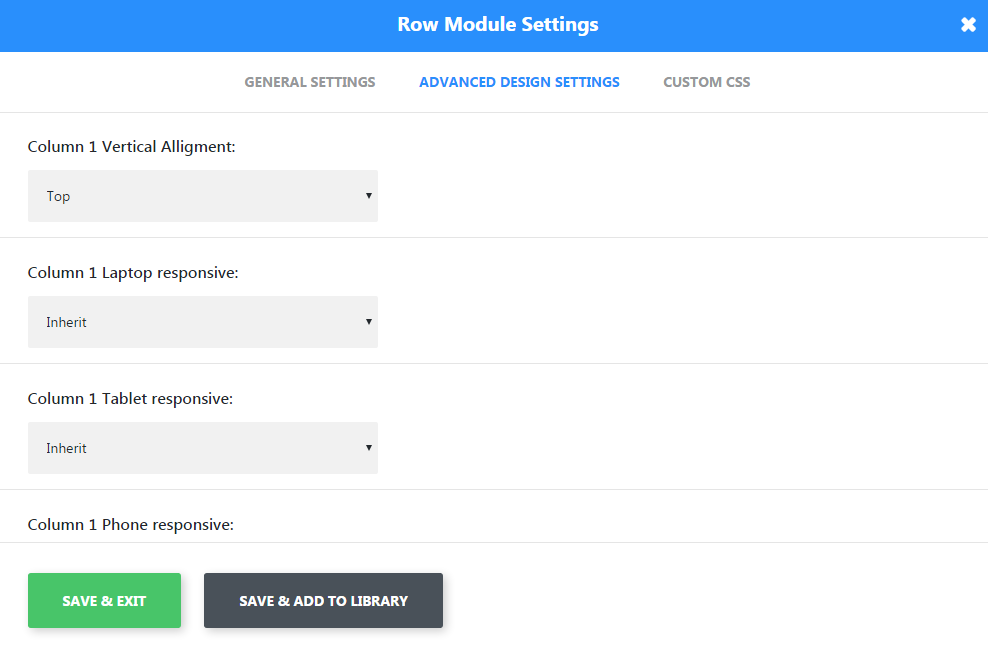 Row Module Settings
GENERAL SETTINGS ADVANCED DESIGN SETTINGS CUSTOM CSS
Column 1 Vertical Alligment:
Top
Column 1 Laptop responsive:
Inherit
Column 1 Tablet responsive:
Inherit
Column 1 Phone responsive:
SAVE & EXIT SAVE & ADD TO LIBRARY